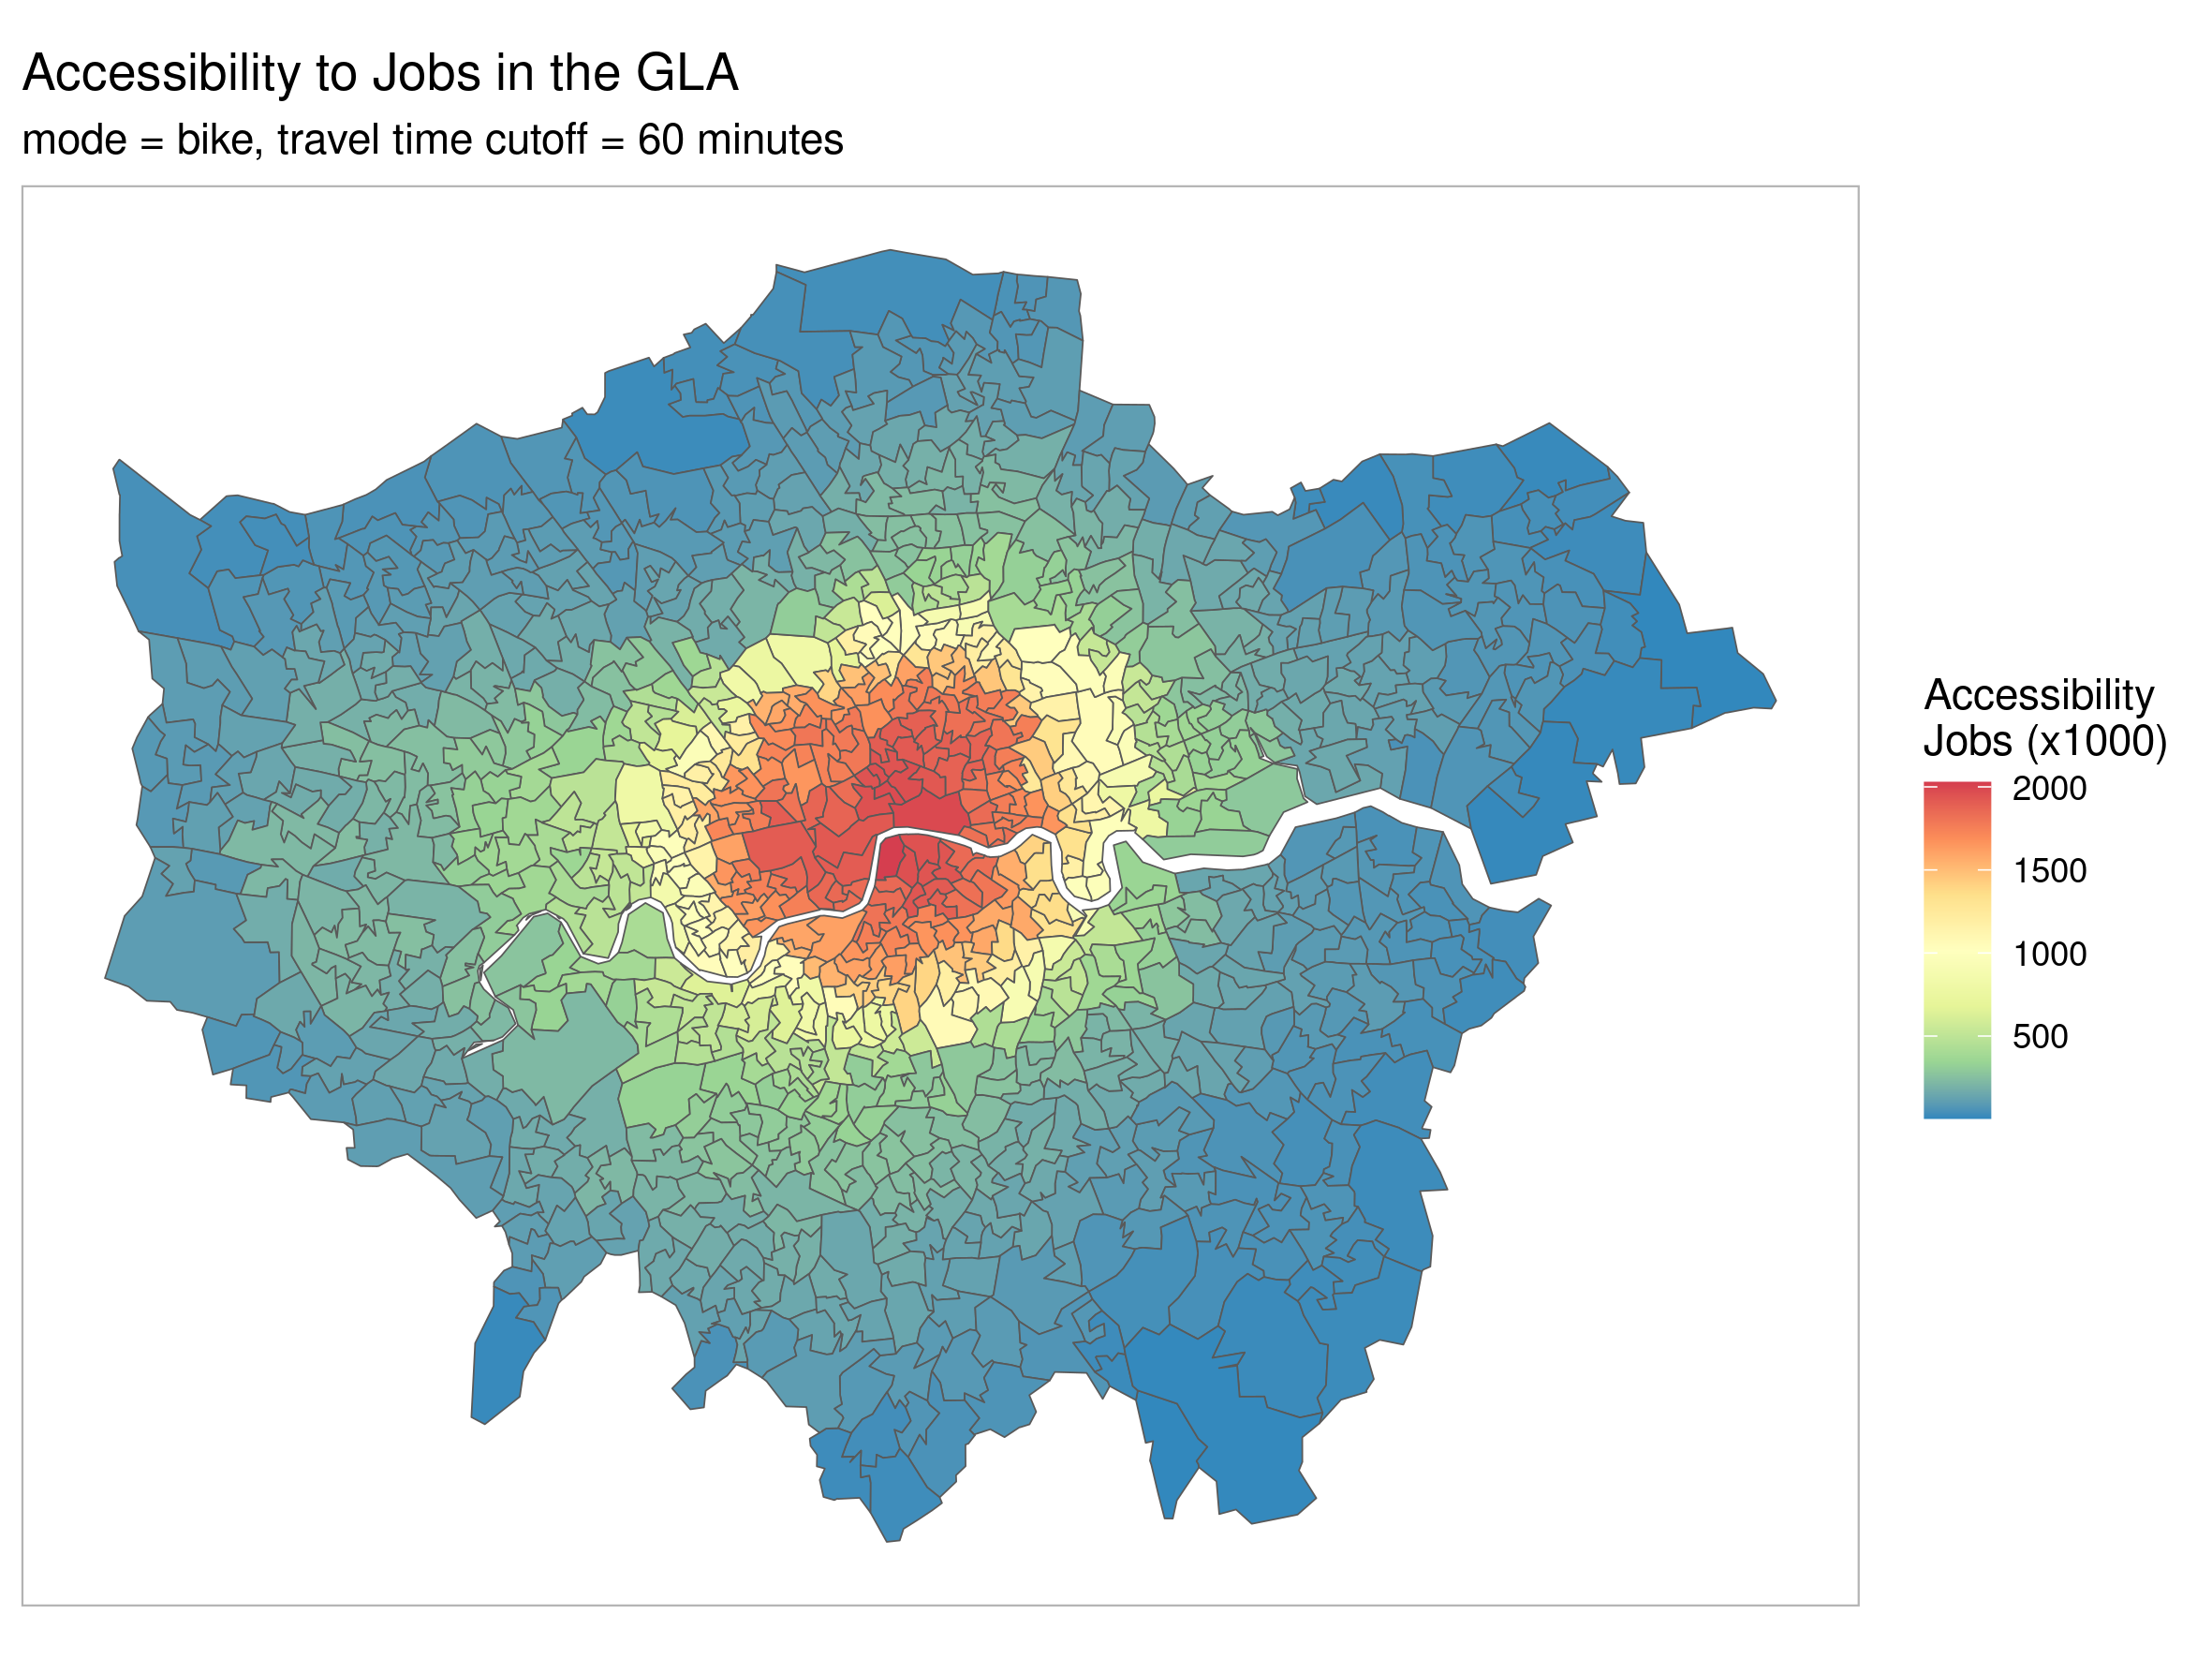 Accessibility to Jobs in the GLA
mode = bike, travel time cutoff = 60 minutes
Accessibility
Jobs (x1000)
2000
1500
1000
500